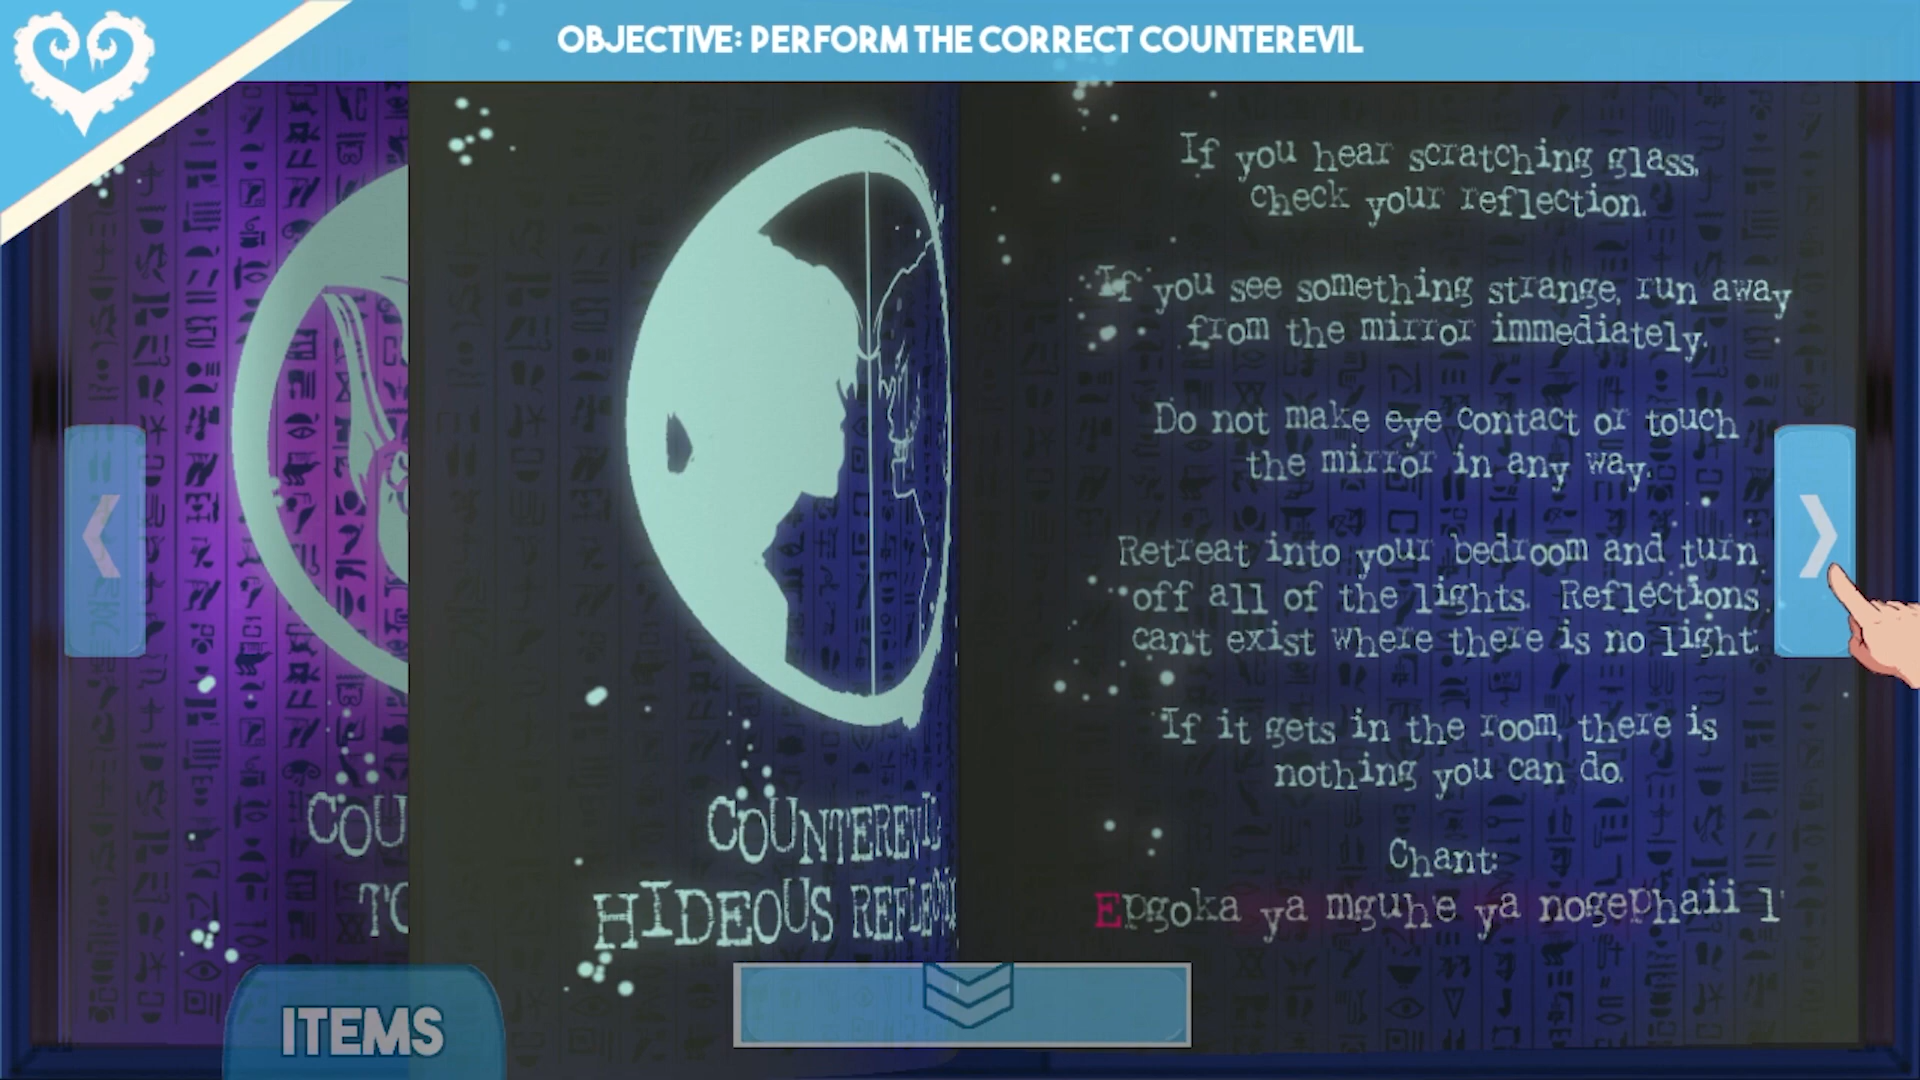 OBJECTIVE: PERFORM THE CORRECT COUNTEREVIL
If you hear scratching glass,
check your reflection.
If you see something strange, run away
from the mirror immediately.
Do not make eye contact or touch
the mirror in any way.
Retreat into your bedroom and turn
off all of the lights. Reflections
can't exist where there is no light.
If it gets in the room, there is
nothing you can do.
Chant:
Epgoka ya mguh'e ya nogephaii l'
COU
TO
COUNTEREVIL
HIDEOUS
ITEMS